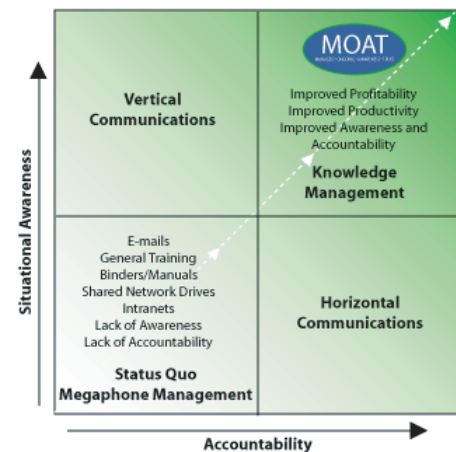 MOAT
Vertical
Communications
Improved Profitability
Improved Productivity
Improved Awareness and
Accountability
Knowledge
Management
Situational Awareness
E-mails
General Training
Binders/Manuals
Shared Network Drives
Intranets
Lack of Awareness
Lack of Accountability
Status Quo
Megaphone Management
Horizontal
Communications
Accountability